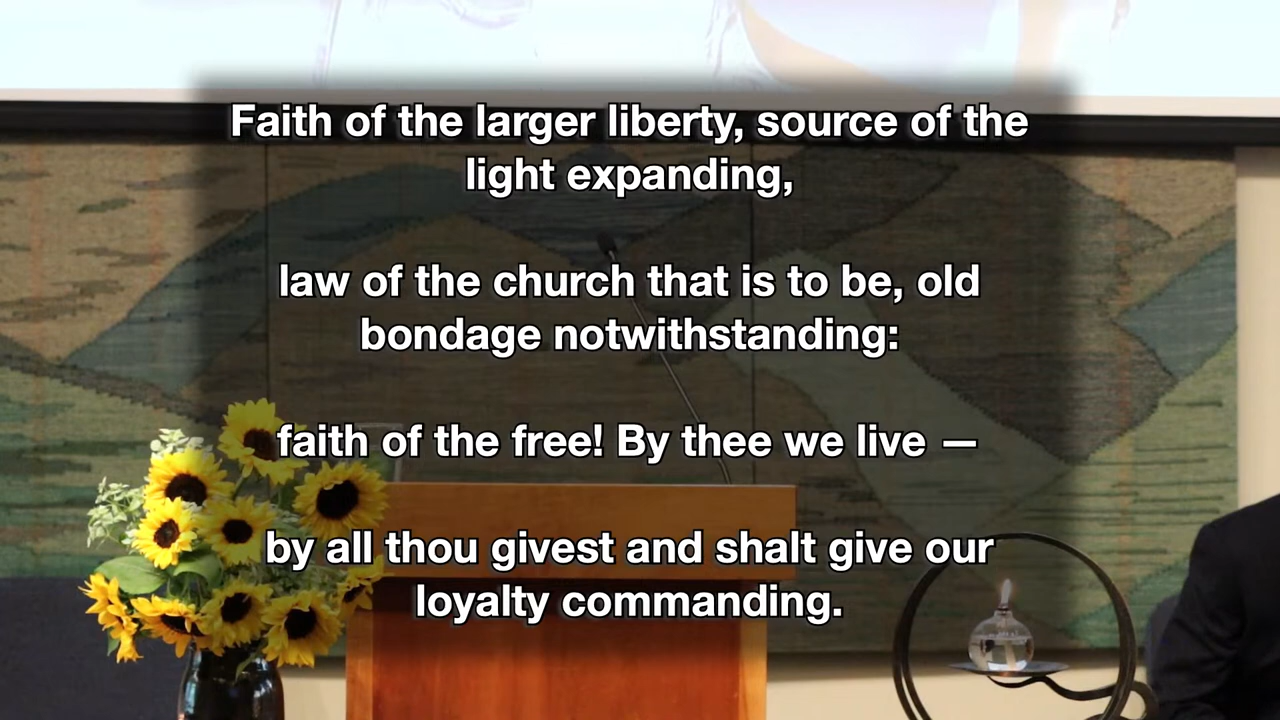 Faith of the larger liberty, source of the
light expanding,
law of the church that is to be, old
bondage notwithstanding:
faith of the free! By thee we live —
by all thou givest and shalt give our
loyalty commanding.